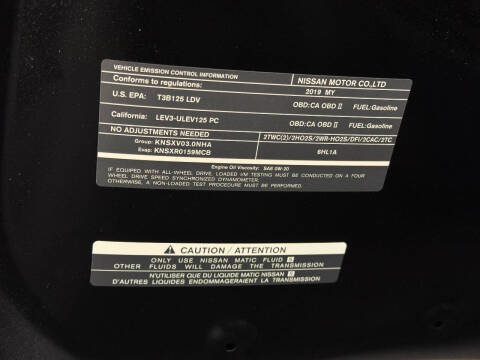 VEHICLE EMISSION CONTROL INFORMATION NISSAN MOTOR CO.,LTD
Conforms to regulations: 2019 MY
U.S. EPA: T3B125 LDV OBD:CA OBD II FUEL:Gasoline
California: LEV3-ULEV125 PC OBD:CA OBD II FUEL:Gasoline
NO ADJUSTMENTS NEEDED 2TWC(2)/2HO2S/2WR-HO2S/DFI/2CAC/2TC
Group: KNSXV03.0NHA 6HL1A
Evap: KNSXR0159MCB
Engine Oil Viscosity: SAE 0W-20
IF EQUIPPED WITH ALL-WHEEL DRIVE, LOADED I/M TESTING MUST BE CONDUCTED ON A FOUR
WHEEL DRIVE SPEED SYNCHRONIZED DYNAMOMETER.
OTHERWISE, A NON-LOADED TEST PROCEDURE MUST BE PERFORMED.
CAUTION / ATTENTION
ONLY USE NISSAN MATIC FLUID S
OTHER FLUIDS WILL DAMAGE THE TRANSMISSION
N'UTILISER QUE DU LIQUIDE MATIC NISSAN S
D'AUTRES LIQUIDES ENDOMMAGERAIENT LA TRANSMISSION